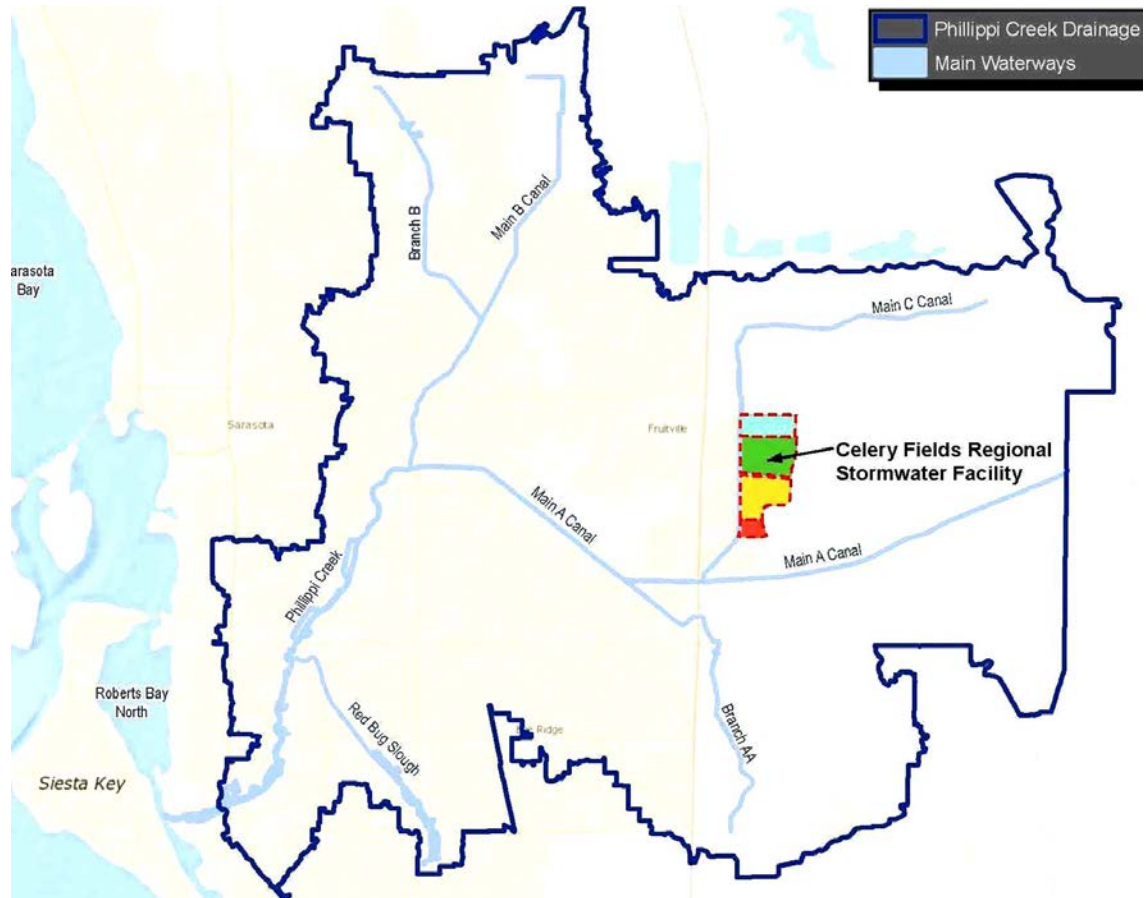 Phillippi Creek Drainage
Main Waterways
Branch B
Main B Canal
arasota
Bay
Main C Canal
Sarasota
Fruitville
Celery Fields Regional
Stormwater Facility
Main A Canal
Main A Canal
Phillippi Creek
Roberts Bay
North
Red Bug Slough
Ridge
Branch AA
Siesta Key